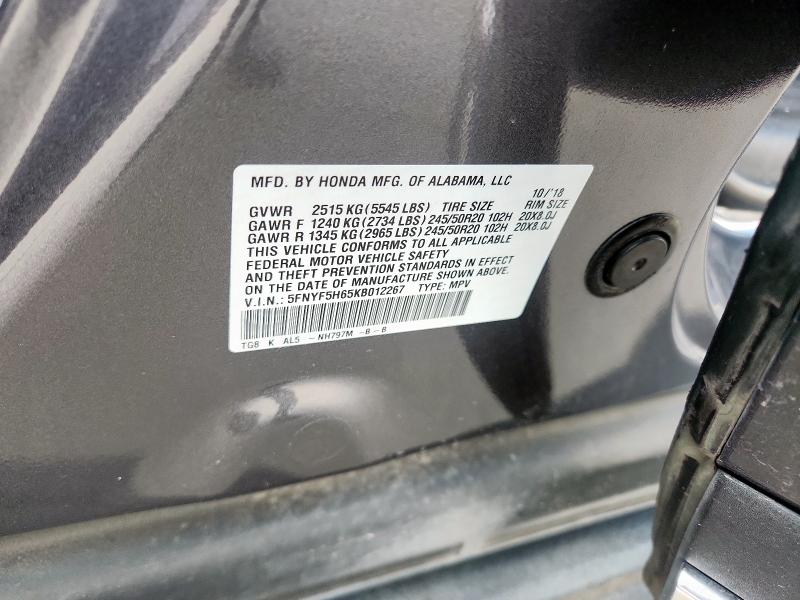 MFD. BY HONDA MFG. OF ALABAMA, LLC
10/'18
GVWR 2515 KG (5545 LBS) TIRE SIZE RIM SIZE
GAWR F 1240 KG (2734 LBS) 245/50R20 102H 20X8.0J
GAWR R 1345 KG (2965 LBS) 245/50R20 102H 20X8.0J
THIS VEHICLE CONFORMS TO ALL APPLICABLE
FEDERAL MOTOR VEHICLE SAFETY
AND THEFT PREVENTION STANDARDS IN EFFECT
ON THE DATE OF MANUFACTURE SHOWN ABOVE.
V.I.N.: 5FNYF5H65KB012267 TYPE: MPV
TG8 K AL5 -NH797M -B-B